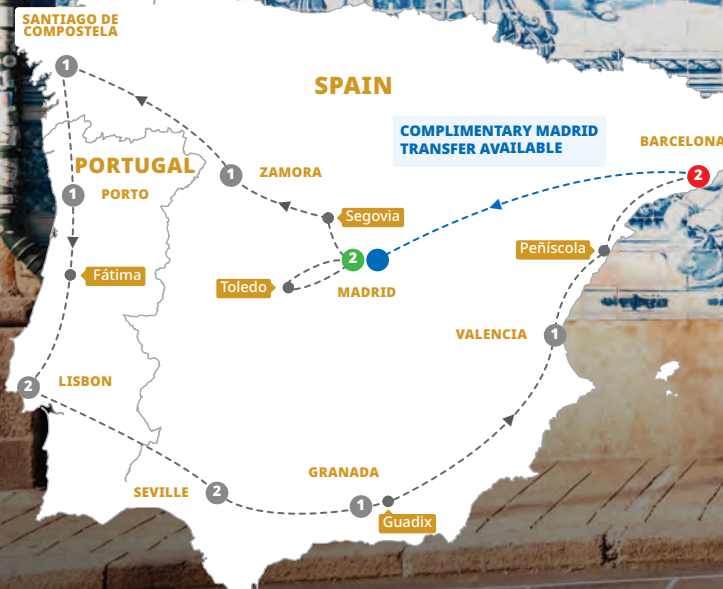 SANTIAGO DE
COMPOSTELA
1
SPAIN
COMPLIMENTARY MADRID
TRANSFER AVAILABLE
BARCELONA
2
PORTUGAL
1
ZAMORA
1
PORTO
Segovia
Peñíscola
Fátima
Toledo
2
MADRID
VALENCIA
1
2
LISBON
GRANADA
SEVILLE
2
1
Guadix